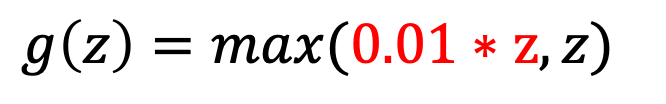 g(z) = max(0.01 * z, z)